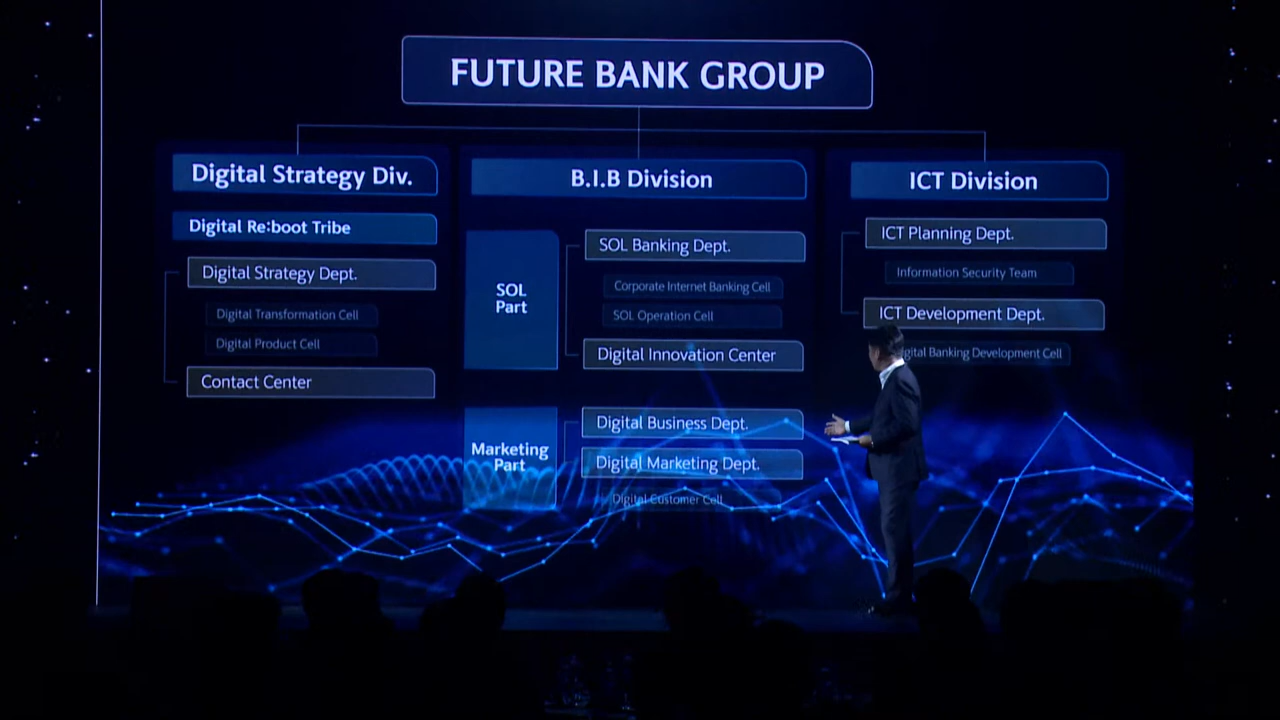 FUTURE BANK GROUP
Digital Strategy Div.
Digital Re:boot Tribe
Digital Strategy Dept.
Digital Transformation Cell
Digital Product Cell
Contact Center
B.I.B Division
SOL
Part
SOL Banking Dept.
Corporate Internet Banking Cell
SOL Operation Cell
Digital Innovation Center
Marketing
Part
Digital Business Dept.
Digital Marketing Dept.
Digital Customer Cell
ICT Division
ICT Planning Dept.
Information Security Team
ICT Development Dept.
Banking Development Cell